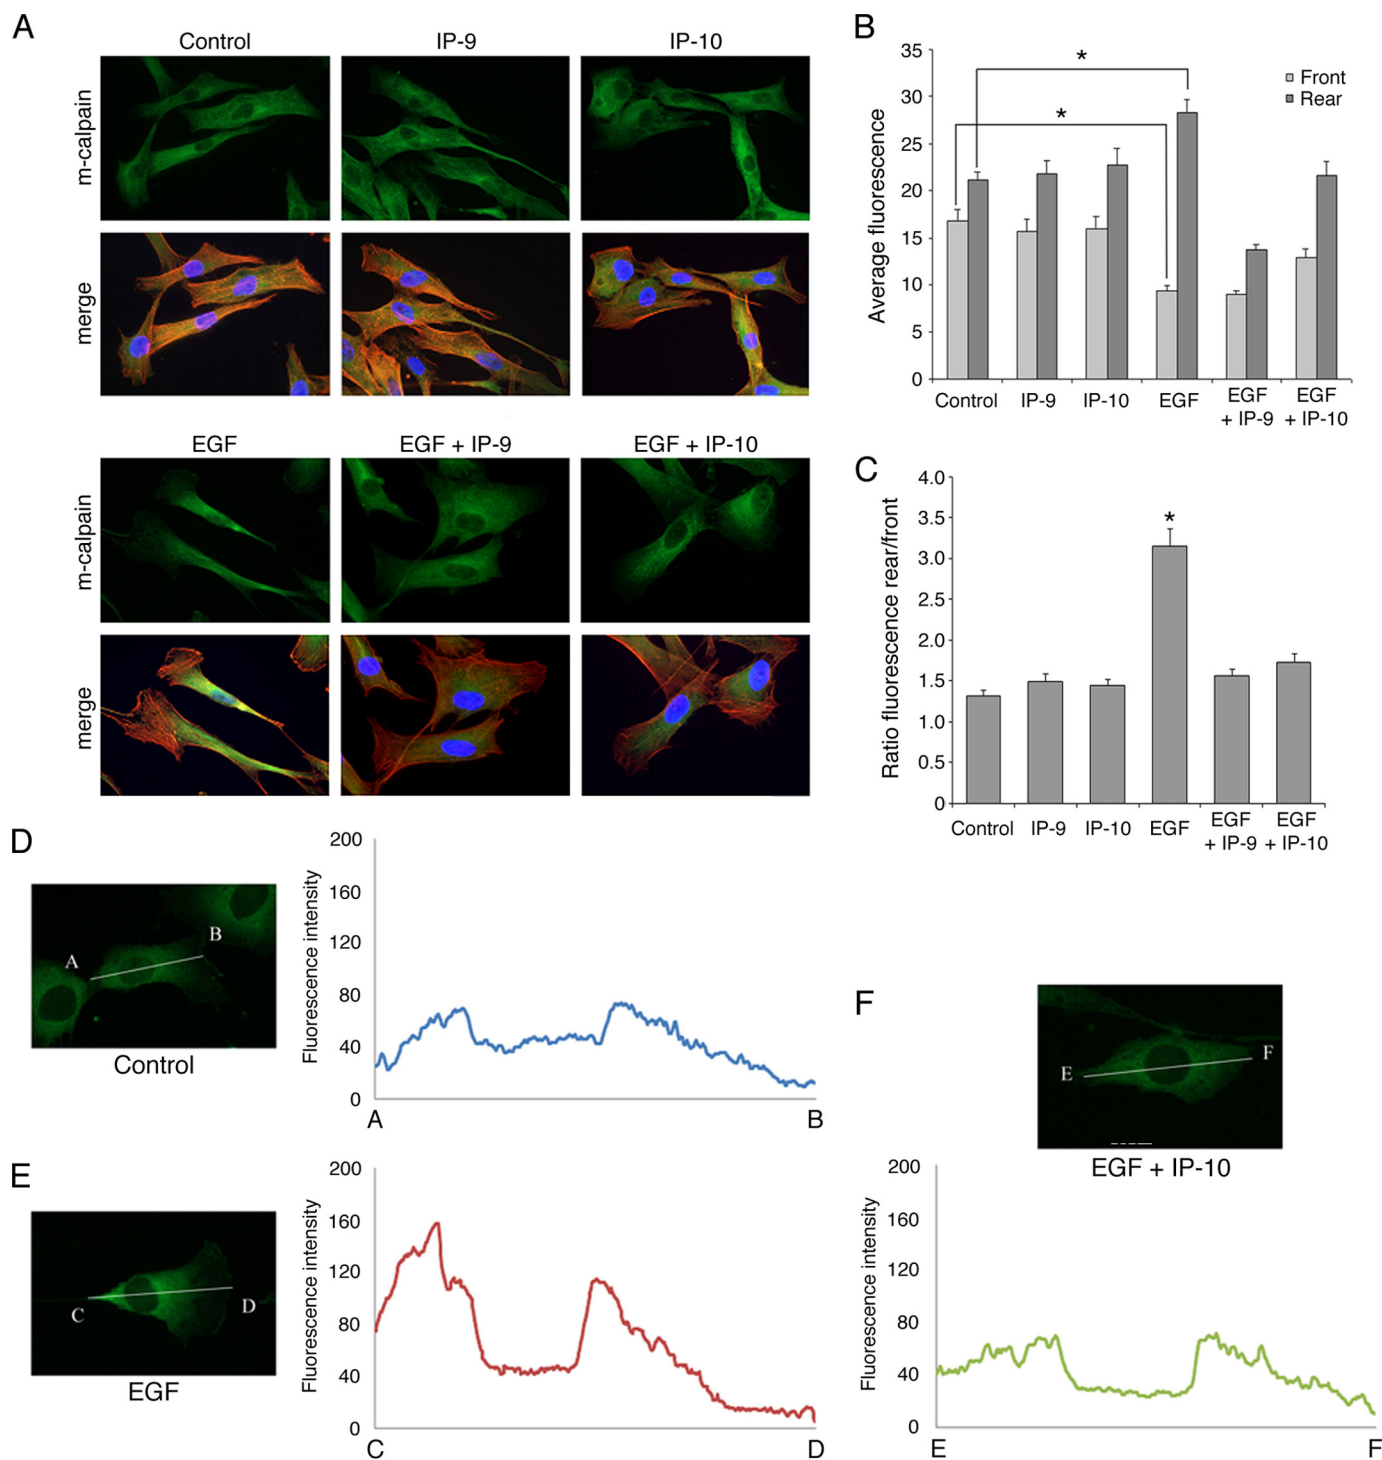 A
Control
IP-9
IP-10
m-calpain
merge
EGF
EGF + IP-9
EGF + IP-10
m-calpain
merge
B
35
30
25
20
15
10
5
0
Average fluorescence
*
*
Front
Rear
Control
IP-9
IP-10
EGF
EGF
+ IP-9
EGF
+ IP-10
C
4.0
3.5
3.0
2.5
2.0
1.5
1.0
0.5
0
Ratio fluorescence rear/front
*
Control
IP-9
IP-10
EGF
EGF
+ IP-9
EGF
+ IP-10
D
A
B
Control
200
160
120
80
40
0
Fluorescence intensity
A
B
E
C
D
EGF
200
160
120
80
40
0
Fluorescence intensity
C
D
F
E
F
EGF + IP-10
200
160
120
80
40
0
Fluorescence intensity
E
F